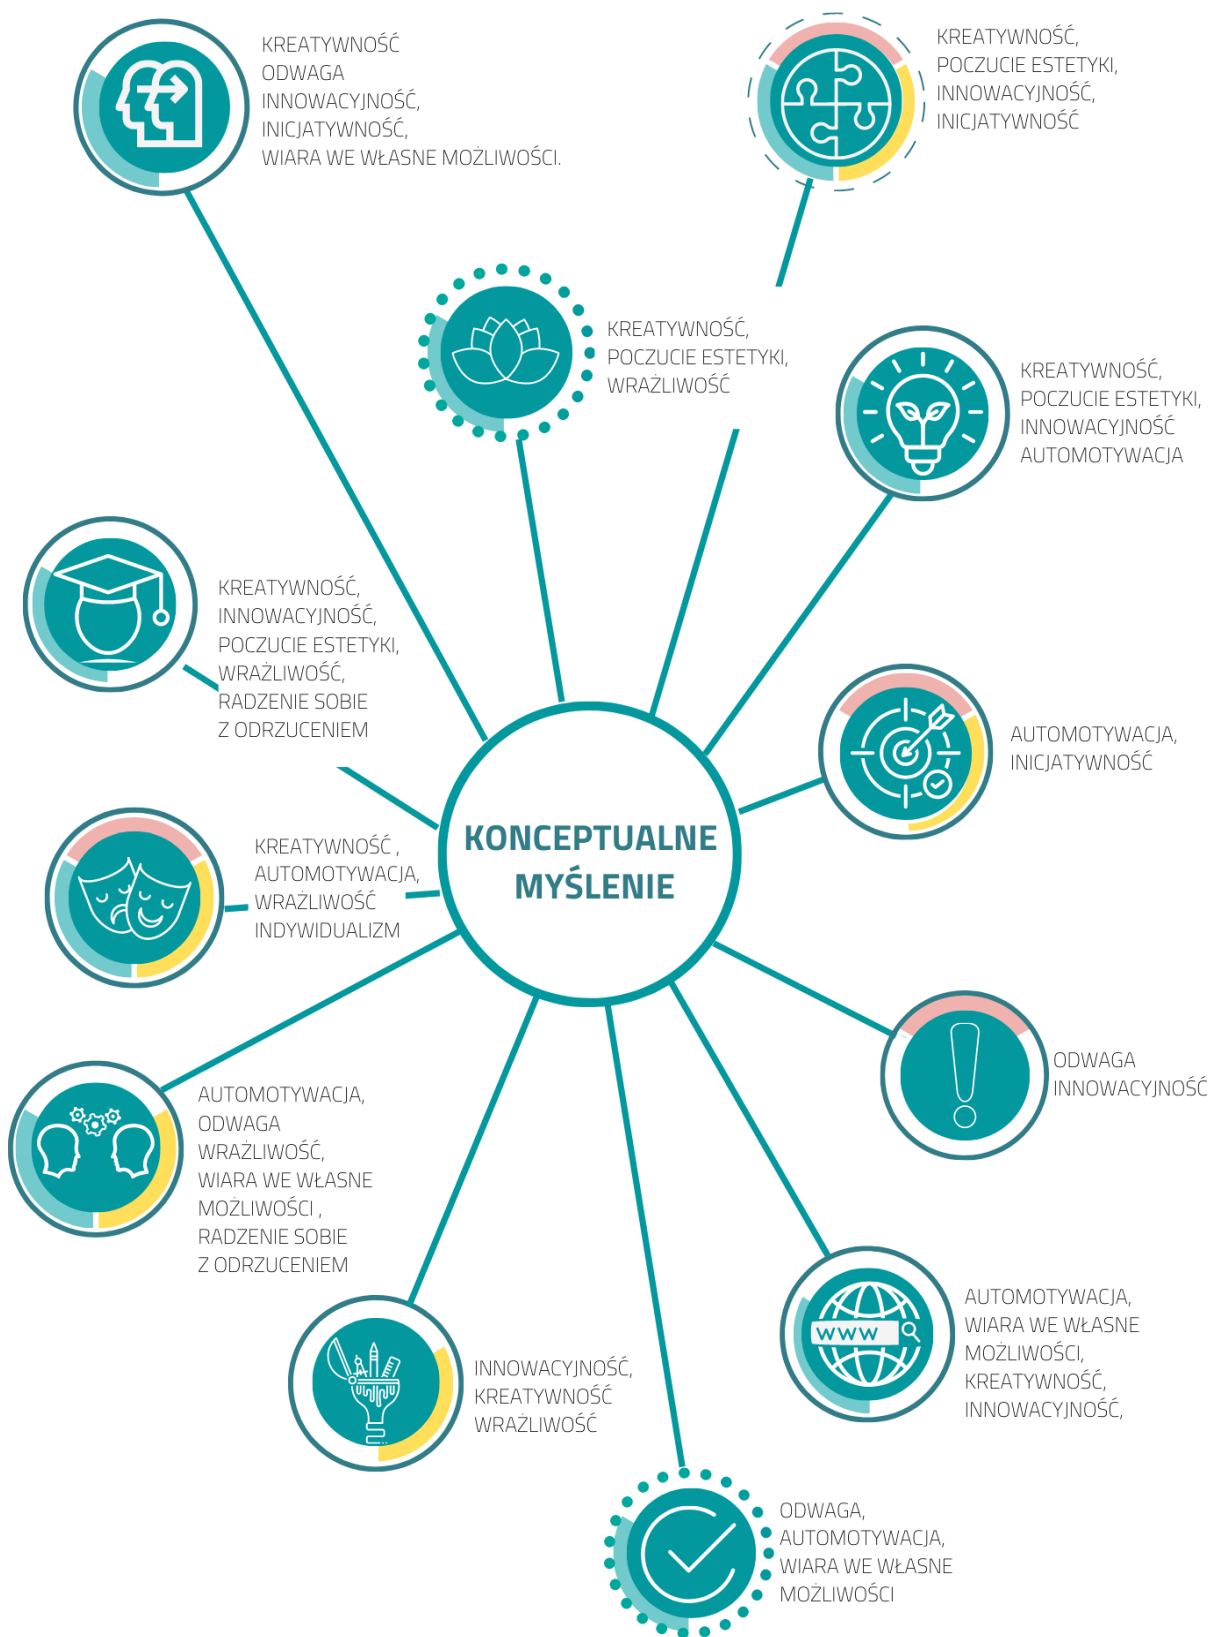 KREATYWNOŚĆ
ODWAGA
INNOWACYJNOŚĆ,
INICJATYWNOŚĆ,
WIARA WE WŁASNE MOŻLIWOŚCI.
KREATYWNOŚĆ,
POCZUCIE ESTETYKI,
INNOWACYJNOŚĆ,
INICJATYWNOŚĆ
KREATYWNOŚĆ,
POCZUCIE ESTETYKI,
WRAŻLIWOŚĆ
KREATYWNOŚĆ,
POCZUCIE ESTETYKI,
INNOWACYJNOŚĆ
AUTOMOTYWACJA
KREATYWNOŚĆ,
INNOWACYJNOŚĆ,
POCZUCIE ESTETYKI,
WRAŻLIWOŚĆ,
RADZENIE SOBIE
Z ODRZUCENIEM
AUTOMOTYWACJA,
INICJATYWNOŚĆ
KONCEPTUALNE
MYŚLENIE
KREATYWNOŚĆ ,
AUTOMOTYWACJA,
WRAŻLIWOŚĆ
INDYWIDUALIZM
ODWAGA
INNOWACYJNOŚĆ
AUTOMOTYWACJA,
ODWAGA
WRAŻLIWOŚĆ,
WIARA WE WŁASNE
MOŻLIWOŚCI ,
RADZENIE SOBIE
Z ODRZUCENIEM
WWW
AUTOMOTYWACJA,
WIARA WE WŁASNE
MOŻLIWOŚCI,
KREATYWNOŚĆ,
INNOWACYJNOŚĆ,
INNOWACYJNOŚĆ,
KREATYWNOŚĆ
WRAŻLIWOŚĆ
ODWAGA,
AUTOMOTYWACJA,
WIARA WE WŁASNE
MOŻLIWOŚCI